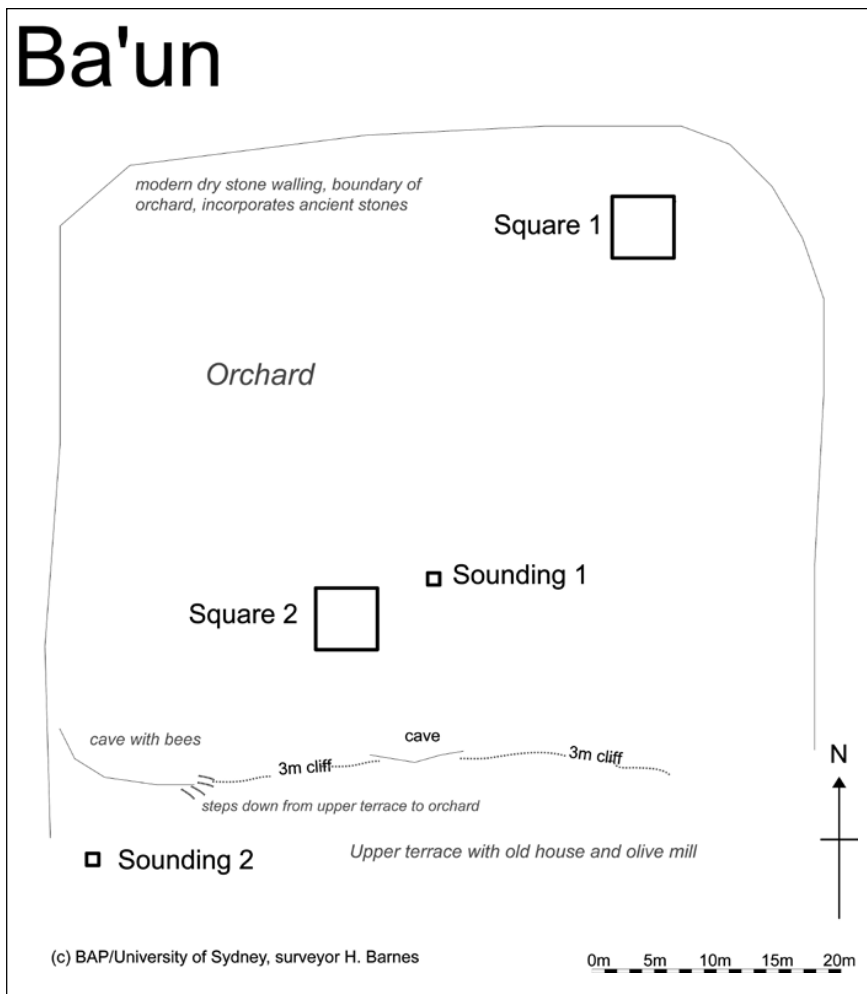 Ba'un
modern dry stone walling, boundary of
orchard, incorporates ancient stones
Square 1
Orchard
Sounding 1
Square 2
cave with bees
cave
3m cliff
3m cliff
N
steps down from upper terrace to orchard
Upper terrace with old house and olive mill
Sounding 2
(c) BAP/University of Sydney, surveyor H. Barnes
0m 5m 10m 15m 20m